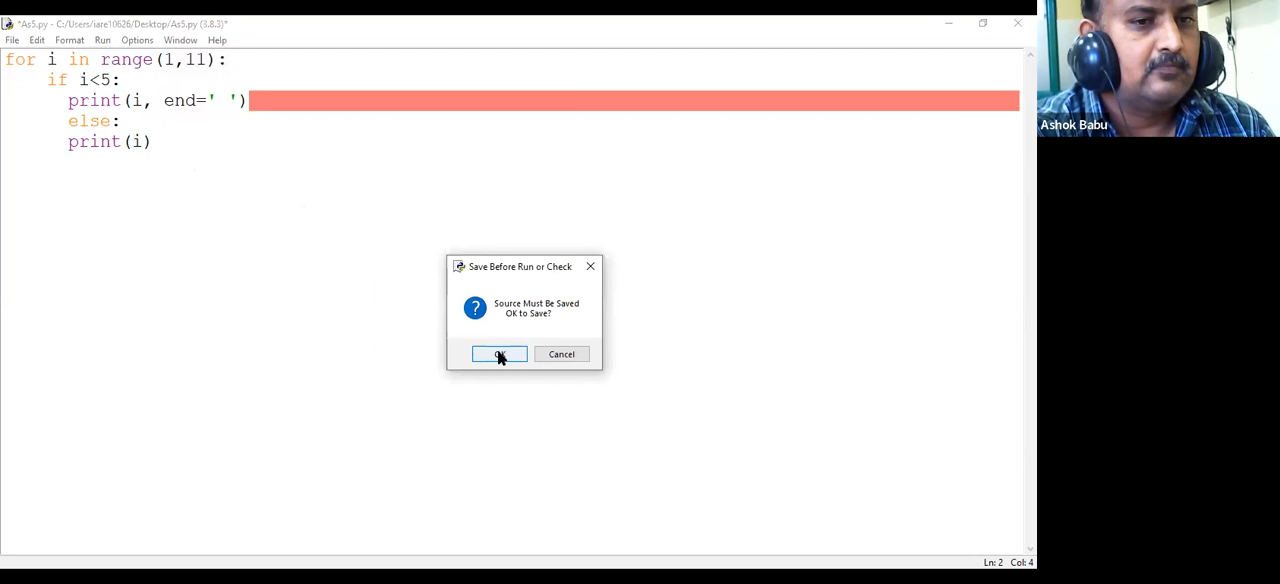 *As5.py - C:/Users/iare10626/Desktop/As5.py (3.8.3)*
File Edit Format Run Options Window Help
for i in range(1,11):
if i<5:
print(i, end=' ')
else:
print(i)
Ashok Babu
Save Before Run or Check
Source Must Be Saved
OK to Save?
Cancel
Ln: 2 Col: 4